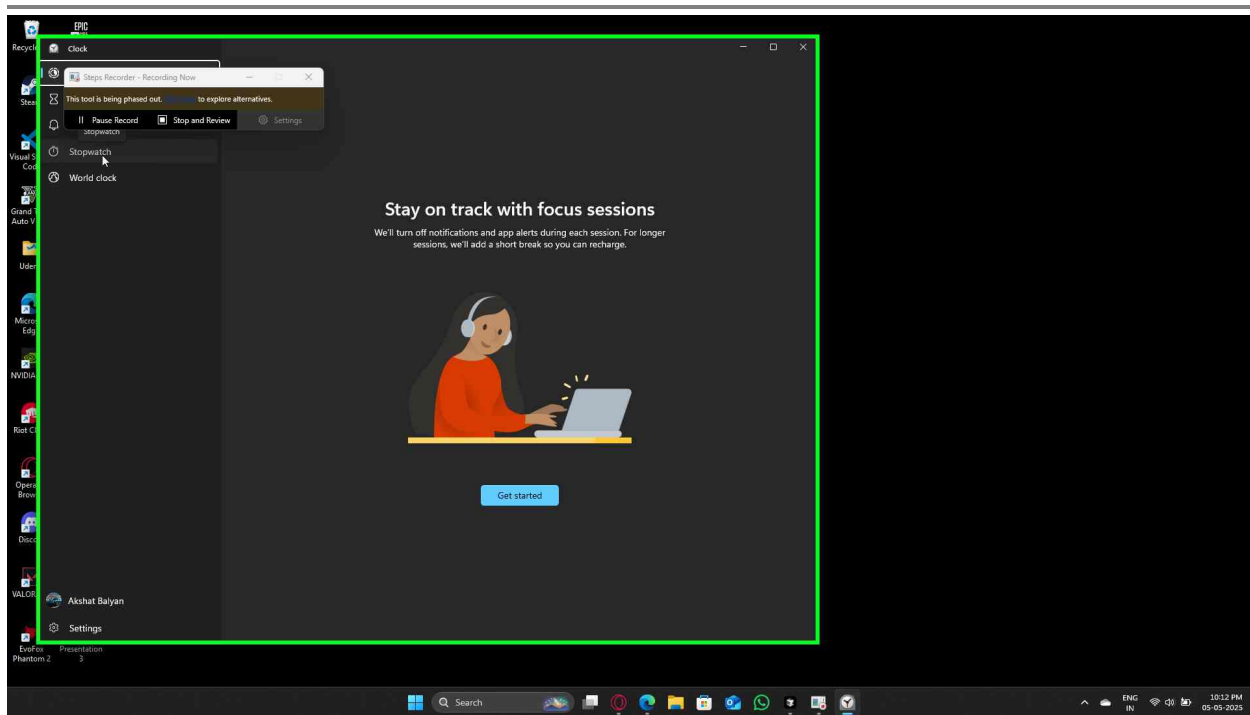 EPIC
Recycl
Clock
Steps Recorder - Recording Now
This tool is being phased out. to explore alternatives.
Pause Record
Stop and Review
Settings
Stopwatch
Stopwatch
World clock
Stay on track with focus sessions
We'll turn off notifications and app alerts during each session. For longer
sessions, we'll add a short break so you can recharge.
Get started
Akshat Balyan
Settings
Stea
Visual S
Cod
Grand T
Auto V
Uder
Micro
Edg
NVIDIA
Riot Cl
Opera
Brow
Disco
VALOR
EvoFox
Phantom 2
Presentation
3
Search
ENG
IN
10:12 PM
05-05-2025